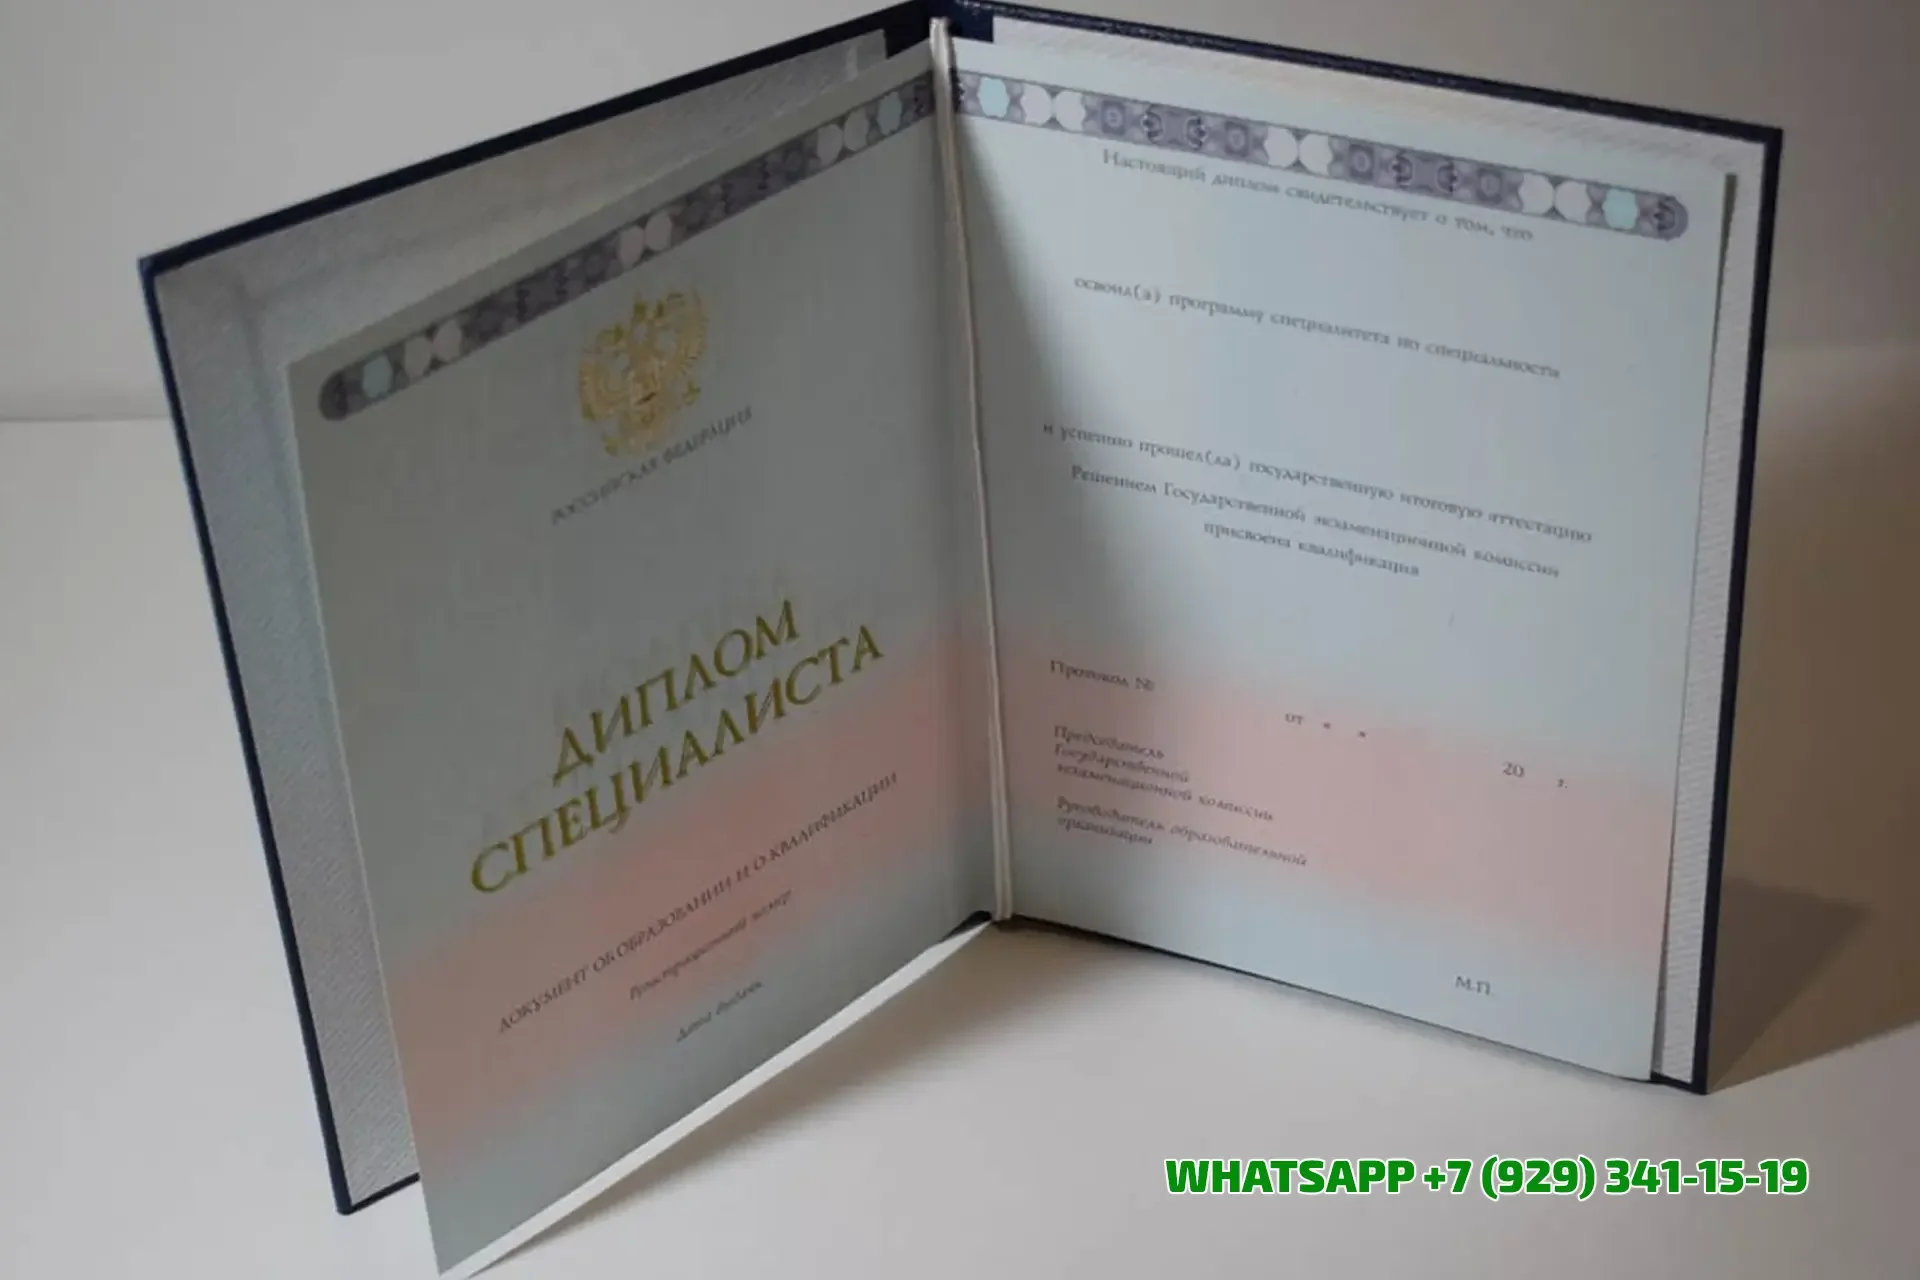 РОССИЙСКАЯ ФЕДЕРАЦИЯ
ДИПЛОМ
СПЕЦИАЛИСТА
ДОКУМЕНТ ОБ ОБРАЗОВАНИИ И О КВАЛИФИКАЦИИ
Регистрационный номер
Дата выдачи
Настоящий диплом свидетельствует о том, что
освоил(а) программу специалитета по специальности
и успешно прошел(ла) государственную итоговую аттестацию
Решением Государственной экзаменационной комиссии
присвоена квалификация
Протокол №
от « »
20 г.
Председатель
Государственной
экзаменационной комиссии
Руководитель образовательной
организации
М.П.
WHATSAPP +7 (929) 341-15-19